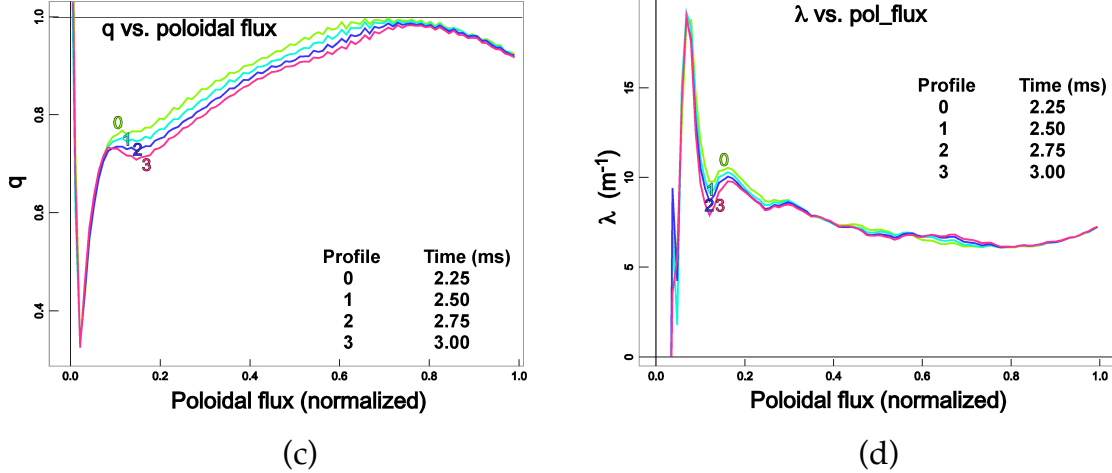 q vs. poloidal flux
1.0
0.8
0.6
0.4
q
0
1
2
3
Profile Time (ms)
0 2.25
1 2.50
2 2.75
3 3.00
0.0 0.2 0.4 0.6 0.8 1.0
Poloidal flux (normalized)
(c)
λ vs. pol_flux
15
10
5
0
λ (m⁻¹)
0
1
2 3
Profile Time (ms)
0 2.25
1 2.50
2 2.75
3 3.00
0.0 0.2 0.4 0.6 0.8 1.0
Poloidal flux (normalized)
(d)